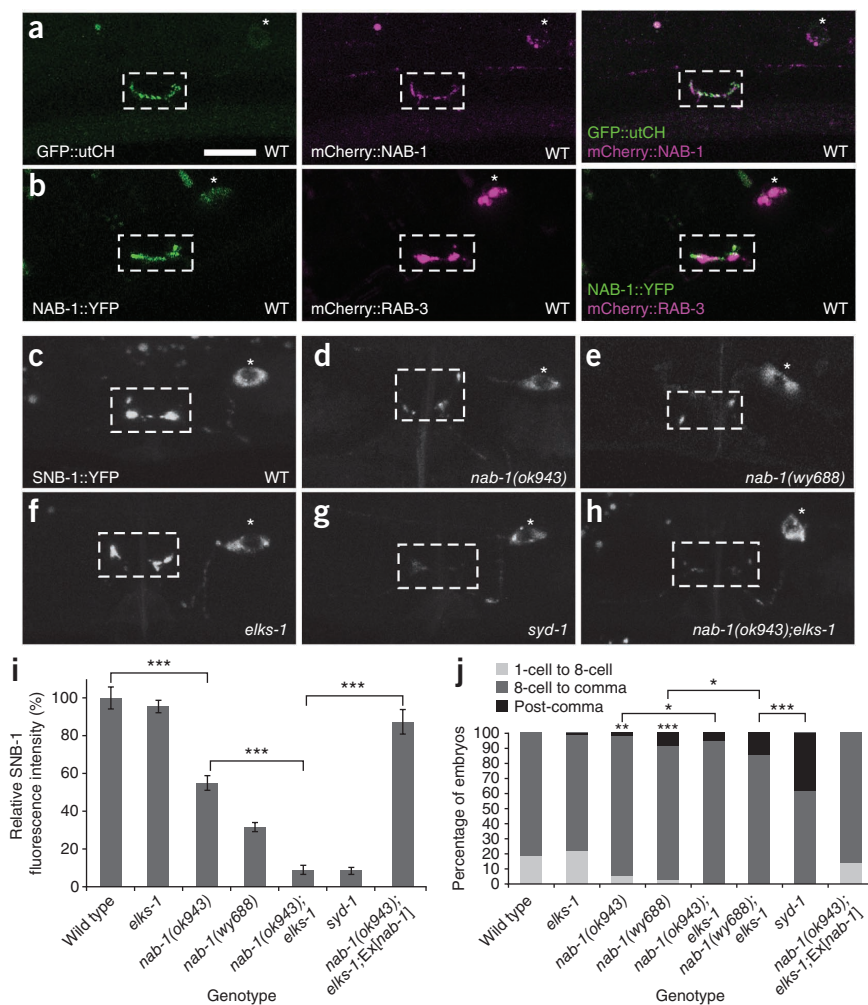 a
*
GFP::utCH
WT
mCherry::NAB-1
WT
*
GFP::utCH
mCherry::NAB-1
WT
*
b
*
NAB-1::YFP
WT
*
mCherry::RAB-3
WT
*
NAB-1::YFP
mCherry::RAB-3
WT
c
*
SNB-1::YFP
WT
d
*
nab-1(ok943)
e
*
nab-1(wy688)
f
*
elks-1
g
*
syd-1
h
*
nab-1(ok943);elks-1
i
Relative SNB-1
fluorescence intensity (%)
100
80
60
40
20
0
***
***
***
Wild type
elks-1
nab-1(ok943)
nab-1(wy688)
nab-1(ok943);
elks-1
syd-1
nab-1(ok943);
elks-1;Ex[nab-1]
Genotype
j
1-cell to 8-cell
8-cell to comma
Post-comma
Percentage of embryos
100
90
80
70
60
50
40
30
20
10
0
**
***
*
*
***
Wild type
elks-1
nab-1(ok943)
nab-1(wy688)
nab-1(ok943);
elks-1
nab-1(wy688);
elks-1
syd-1
nab-1(ok943);
elks-1;Ex[nab-1]
Genotype